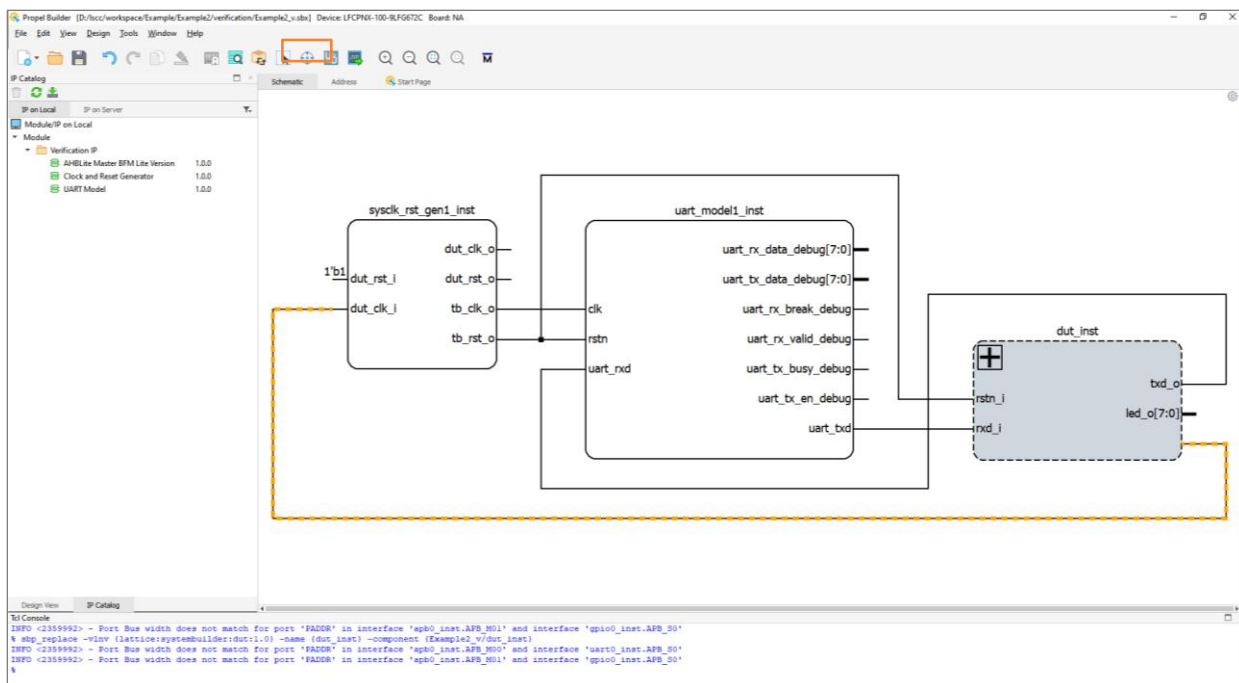 Propel Builder [D:/lscc/workspace/Example/Example2/verification/Example2_v.sbx] Device: LFCPNX-100-9LFG672C Board: NA
File Edit View Design Tools Window Help
IP Catalog
IP on Local IP on Server
Module/IP on Local
Module
Verification IP
AHBLite Master BFM Lite Version 1.0.0
Clock and Reset Generator 1.0.0
UART Model 1.0.0
Design View IP Catalog
Schematic Address Start Page
sysclk_rst_gen1_inst
1'b1
dut_rst_i
dut_clk_i
dut_clk_o
dut_rst_o
tb_clk_o
tb_rst_o
uart_model1_inst
clk
rstn
uart_rxd
uart_rx_data_debug[7:0]
uart_tx_data_debug[7:0]
uart_rx_break_debug
uart_rx_valid_debug
uart_tx_busy_debug
uart_tx_en_debug
uart_txd
dut_inst
rstn_i
rxd_i
txd_o
led_o[7:0]
Tcl Console
INFO <2359992> - Port Bus width does not match for port 'PADDR' in interface 'apb0_inst.APB_M01' and interface 'gpio0_inst.APB_S0'
% sbp_replace -vlnv {lattice:systembuilder:dut:1.0} -name {dut_inst} -component {Example2_v/dut_inst}
INFO <2359992> - Port Bus width does not match for port 'PADDR' in interface 'apb0_inst.APB_M00' and interface 'uart0_inst.APB_S0'
INFO <2359992> - Port Bus width does not match for port 'PADDR' in interface 'apb0_inst.APB_M01' and interface 'gpio0_inst.APB_S0'
%